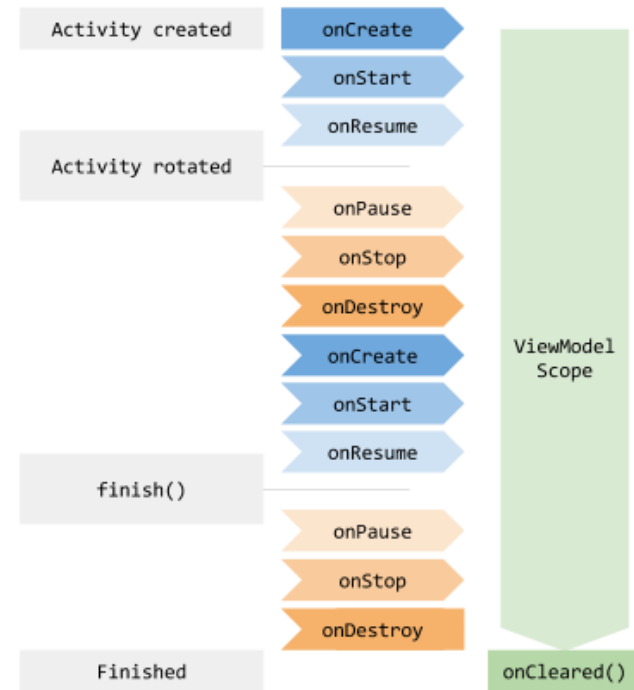 Activity created
onCreate
onStart
onResume
Activity rotated
onPause
onStop
onDestroy
onCreate
onStart
onResume
finish()
onPause
onStop
onDestroy
Finished
ViewModel
Scope
onCleared()